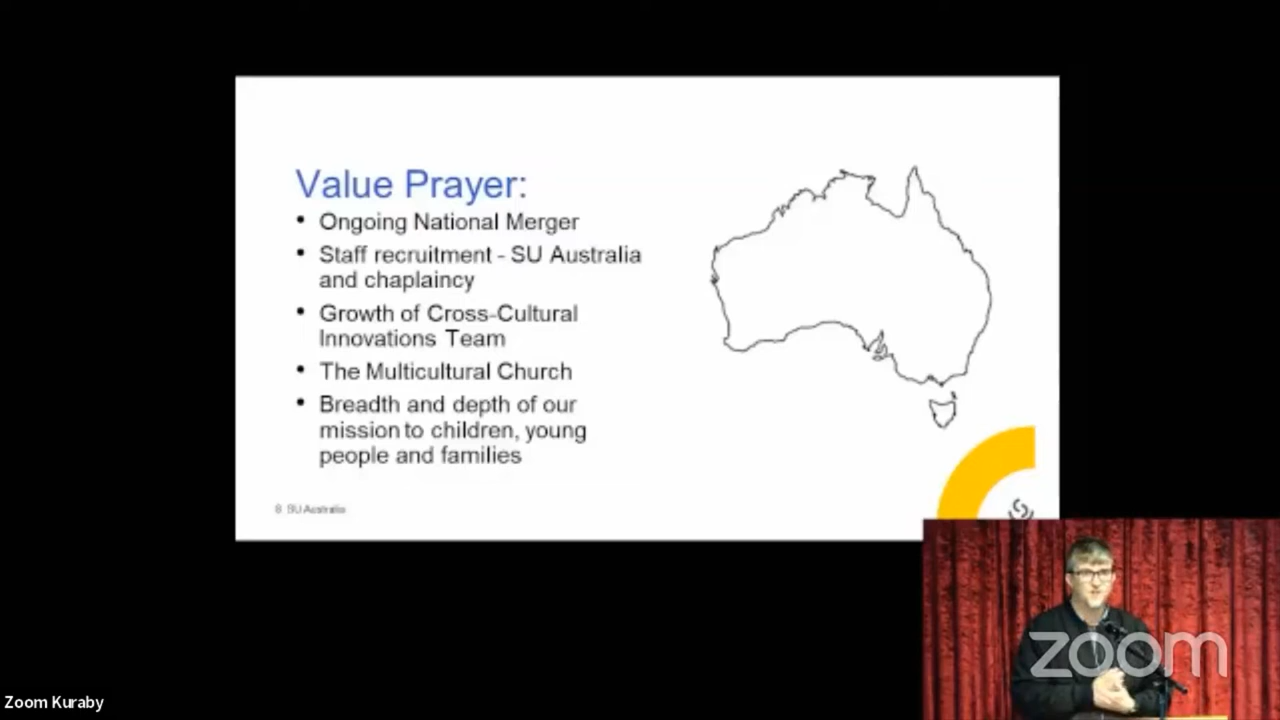 Value Prayer:
• Ongoing National Merger
• Staff recruitment - SU Australia
and chaplaincy
• Growth of Cross-Cultural
Innovations Team
• The Multicultural Church
• Breadth and depth of our
mission to children, young
people and families
8 SU Australia
zoom
Zoom Kuraby